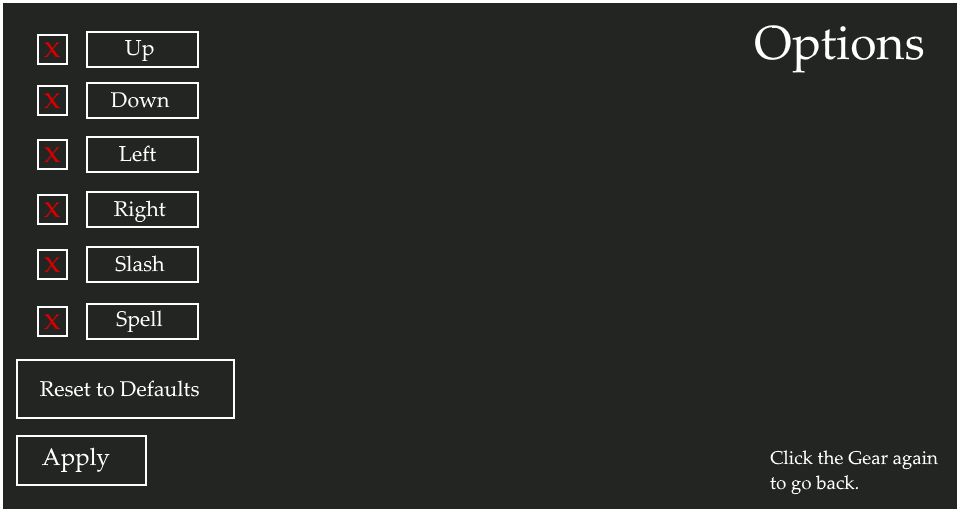 Options
X Up
X Down
X Left
X Right
X Slash
X Spell
Reset to Defaults
Apply
Click the Gear again
to go back.